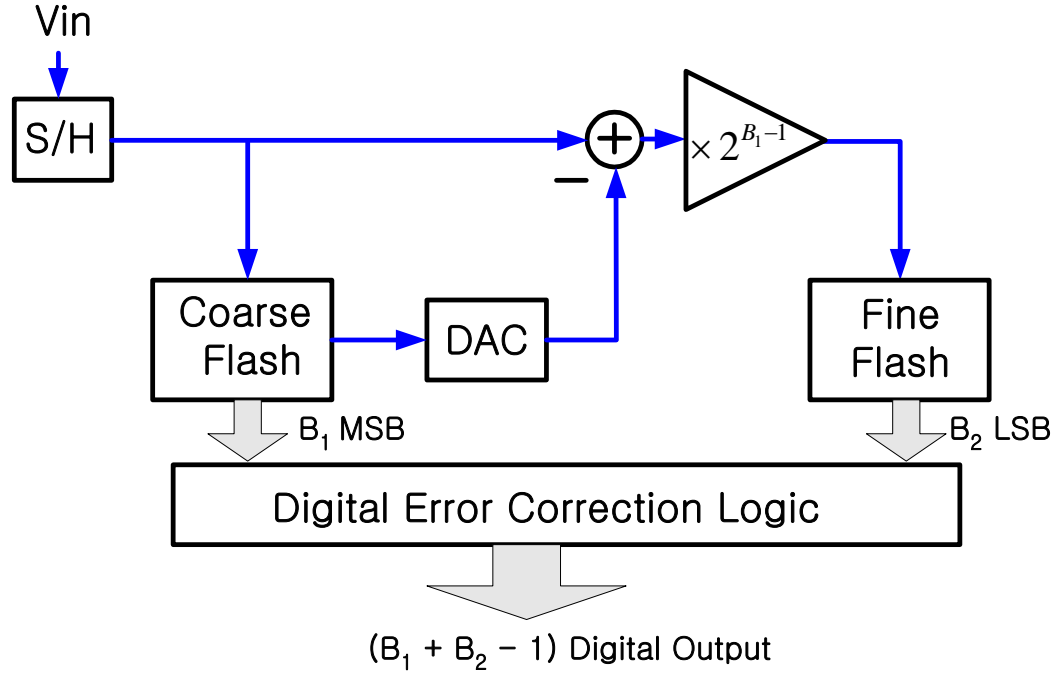 Vin
S/H
+
−
× 2^{B₁−1}
Coarse
Flash
DAC
Fine
Flash
B₁ MSB
B₂ LSB
Digital Error Correction Logic
(B₁ + B₂ − 1) Digital Output